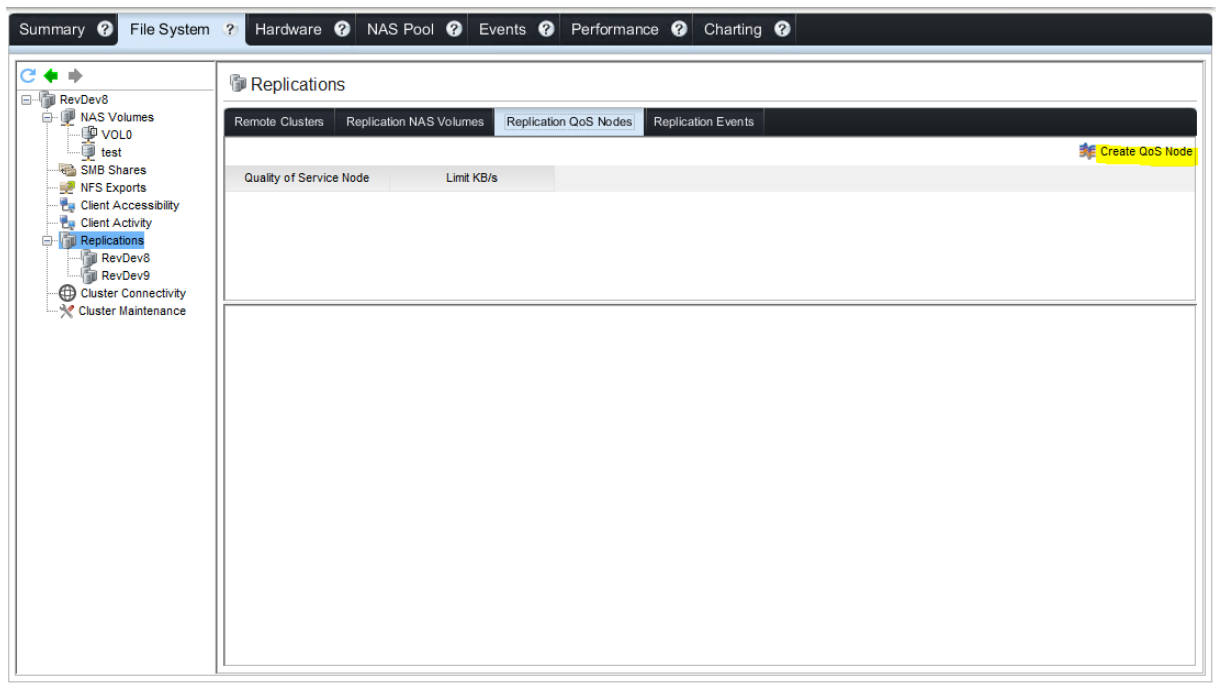 Summary ? File System ? Hardware ? NAS Pool ? Events ? Performance ? Charting ?
RevDev8
NAS Volumes
VOL0
test
SMB Shares
NFS Exports
Client Accessibility
Client Activity
Replications
RevDev8
RevDev9
Cluster Connectivity
Cluster Maintenance
Replications
Remote Clusters Replication NAS Volumes Replication QoS Nodes Replication Events
Create QoS Node
Quality of Service Node Limit KB/s